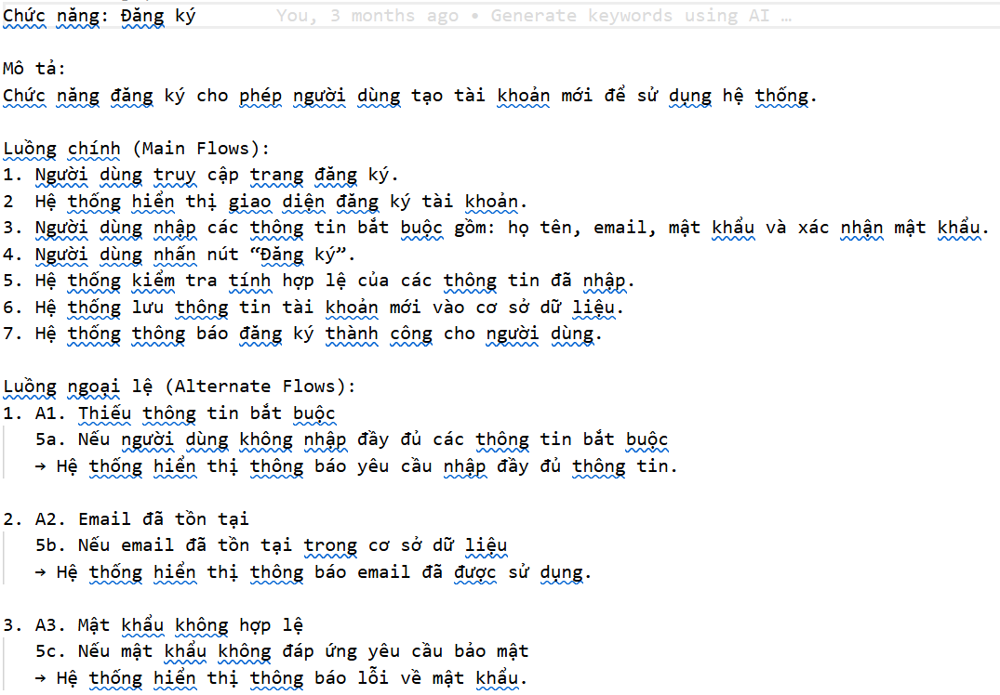 Chức năng: Đăng ký You, 3 months ago • Generate keywords using AI …
Mô tả:
Chức năng đăng ký cho phép người dùng tạo tài khoản mới để sử dụng hệ thống.
Luồng chính (Main Flows):
1. Người dùng truy cập trang đăng ký.
2  Hệ thống hiển thị giao diện đăng ký tài khoản.
3. Người dùng nhập các thông tin bắt buộc gồm: họ tên, email, mật khẩu và xác nhận mật khẩu.
4. Người dùng nhấn nút “Đăng ký”.
5. Hệ thống kiểm tra tính hợp lệ của các thông tin đã nhập.
6. Hệ thống lưu thông tin tài khoản mới vào cơ sở dữ liệu.
7. Hệ thống thông báo đăng ký thành công cho người dùng.
Luồng ngoại lệ (Alternate Flows):
1. A1. Thiếu thông tin bắt buộc
5a. Nếu người dùng không nhập đầy đủ các thông tin bắt buộc
→ Hệ thống hiển thị thông báo yêu cầu nhập đầy đủ thông tin.
2. A2. Email đã tồn tại
5b. Nếu email đã tồn tại trong cơ sở dữ liệu
→ Hệ thống hiển thị thông báo email đã được sử dụng.
3. A3. Mật khẩu không hợp lệ
5c. Nếu mật khẩu không đáp ứng yêu cầu bảo mật
→ Hệ thống hiển thị thông báo lỗi về mật khẩu.